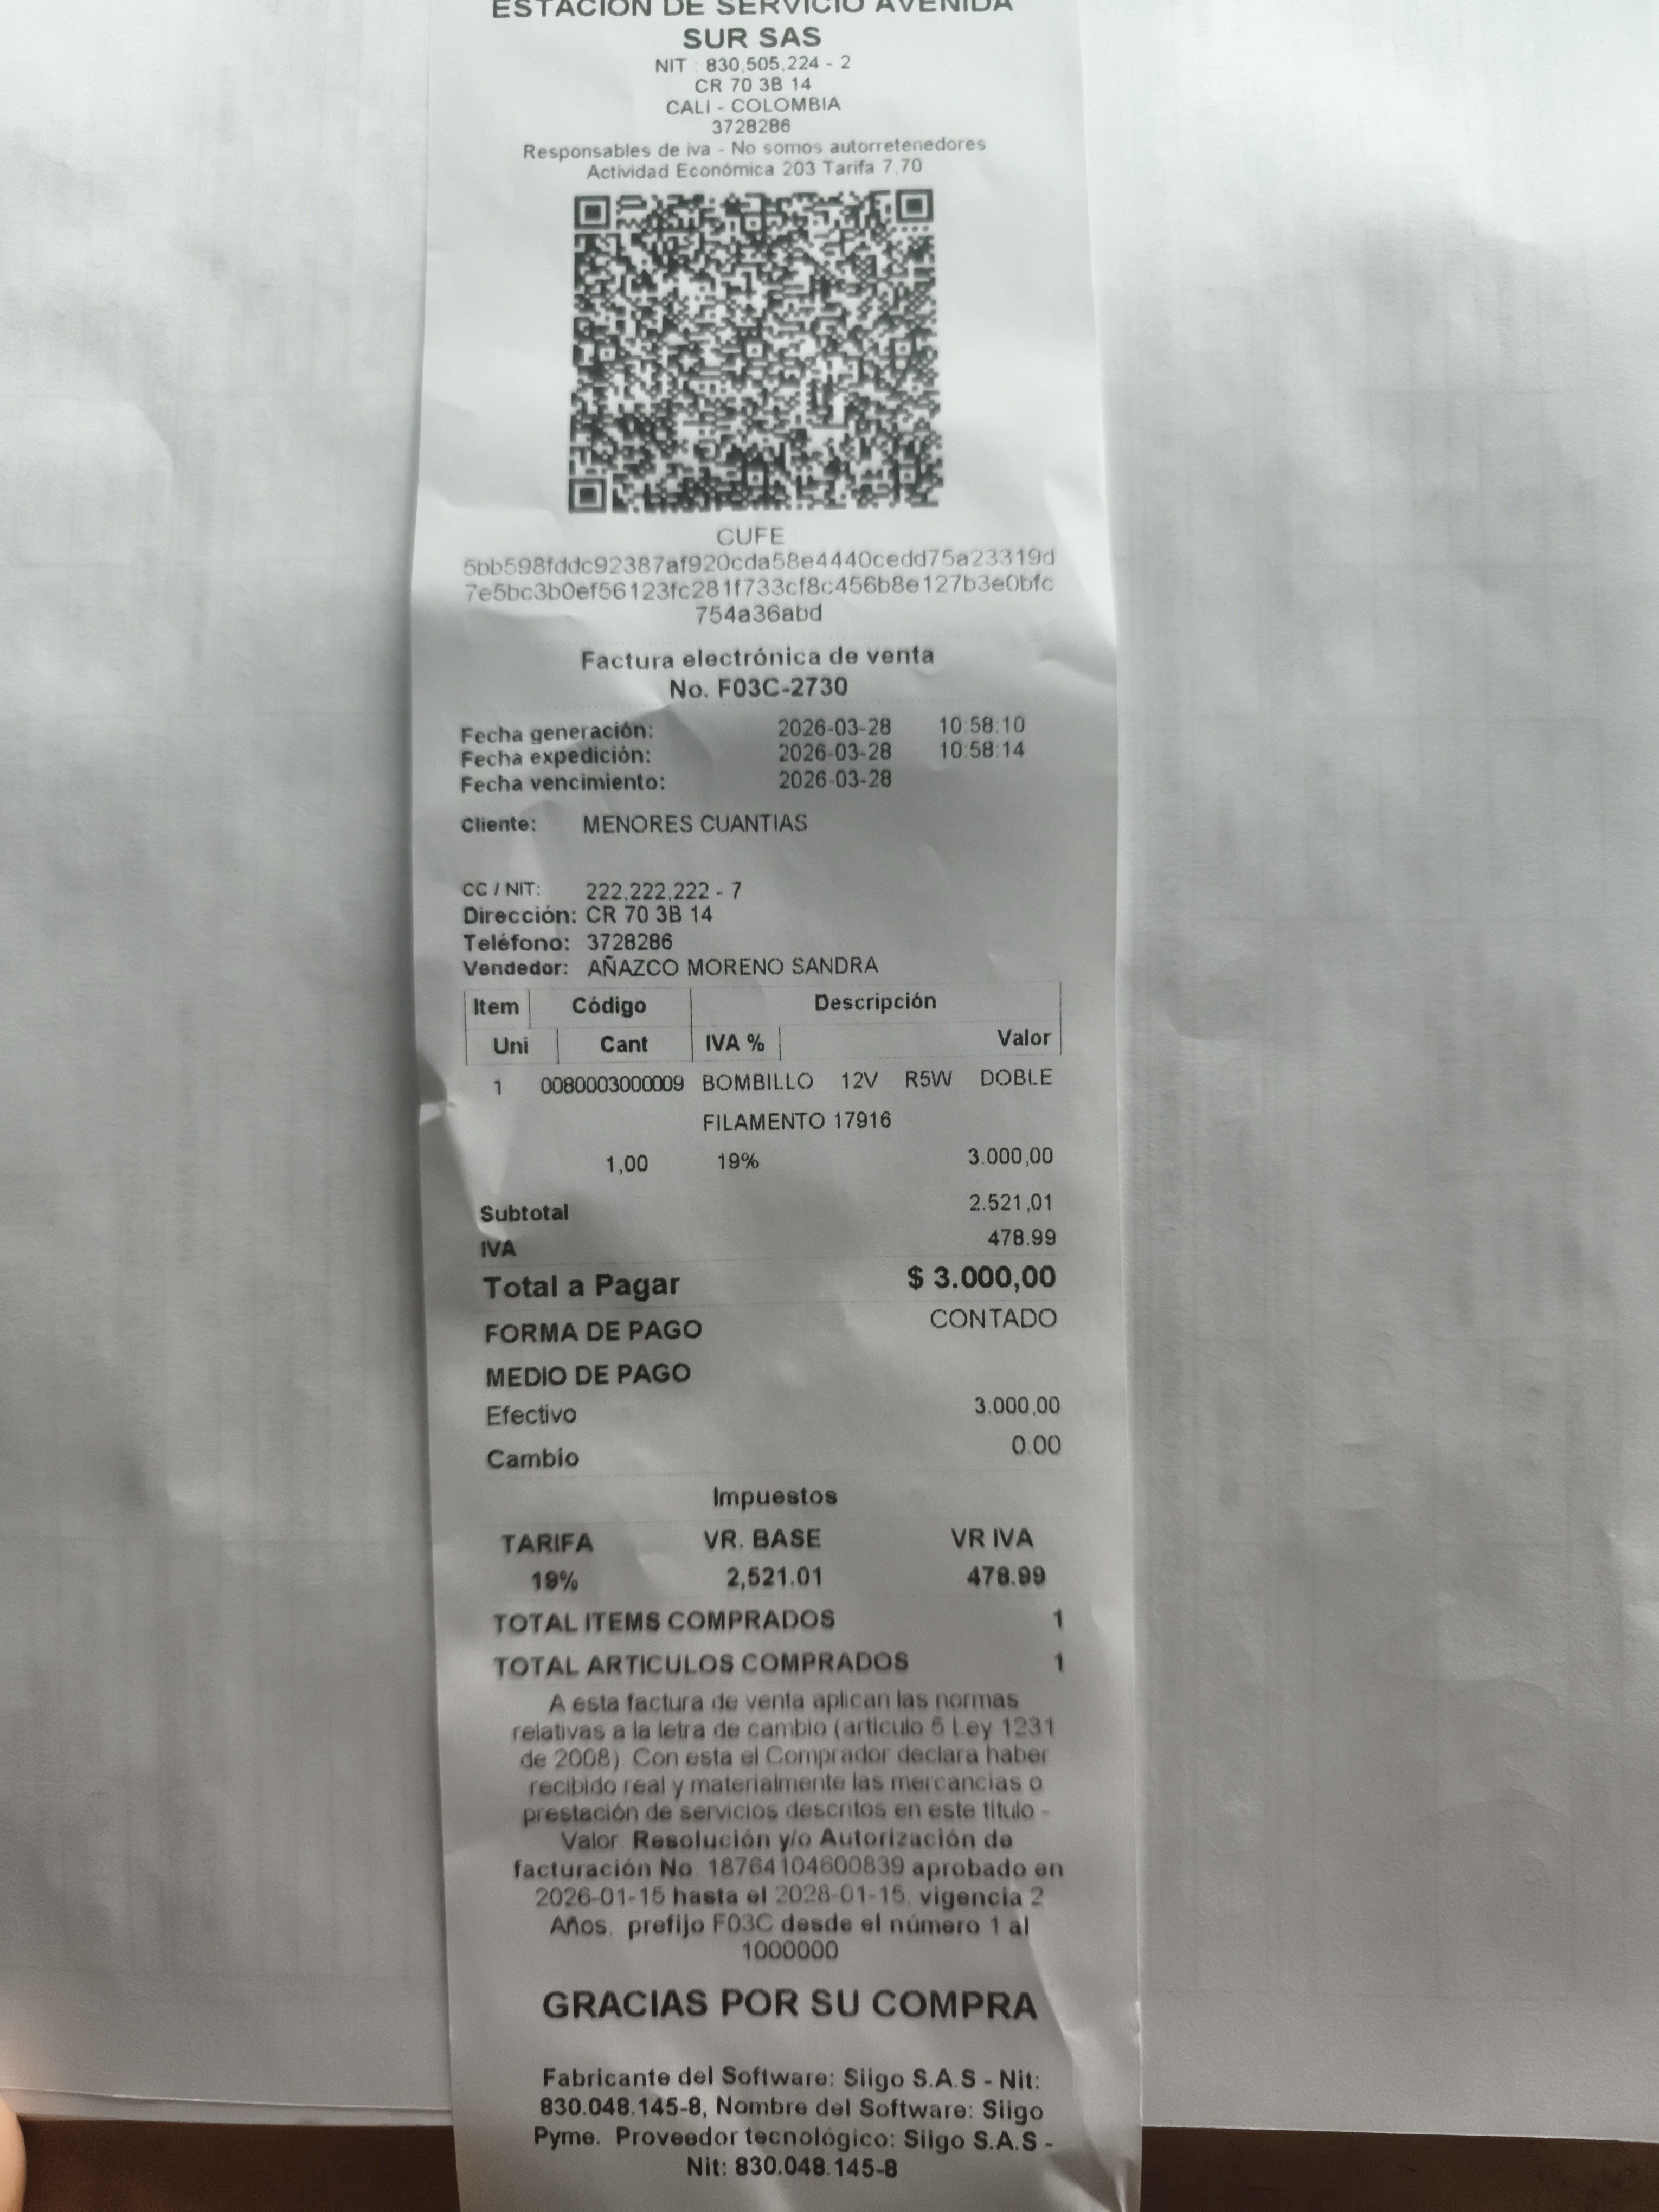 ESTACION DE SERVICIO AVENIDA
SUR SAS
NIT : 830,505,224 - 2
CR 70 3B 14
CALI - COLOMBIA
3728286
Responsables de iva - No somos autorretenedores
Actividad Económica 203 Tarifa 7,70
CUFE
5bb598fddc92387af920cda58e4440cedd75a23319d
7e5bc3b0ef56123fc281f733cf8c456b8e127b3e0bfc
754a36abd
Factura electrónica de venta
No. F03C-2730
Fecha generación: 2026-03-28 10:58:10
Fecha expedición: 2026-03-28 10:58:14
Fecha vencimiento: 2026-03-28
Cliente: MENORES CUANTIAS
CC / NIT: 222,222,222 - 7
Dirección: CR 70 3B 14
Teléfono: 3728286
Vendedor: AÑAZCO MORENO SANDRA
Item Código Descripción
Uni Cant IVA % Valor
1 0080003000009 BOMBILLO 12V R5W DOBLE
FILAMENTO 17916
1,00 19% 3.000,00
Subtotal 2.521,01
IVA 478.99
Total a Pagar $ 3.000,00
FORMA DE PAGO CONTADO
MEDIO DE PAGO
Efectivo 3.000,00
Cambio 0.00
Impuestos
TARIFA VR. BASE VR IVA
19% 2,521.01 478.99
TOTAL ITEMS COMPRADOS 1
TOTAL ARTICULOS COMPRADOS 1
A esta factura de venta aplican las normas
relativas a la letra de cambio (artículo 5 Ley 1231
de 2008). Con esta el Comprador declara haber
recibido real y materialmente las mercancías o
prestación de servicios descritos en este título -
Valor. Resolución y/o Autorización de
facturación No. 18764104600839 aprobado en
2026-01-15 hasta el 2028-01-15, vigencia 2
Años, prefijo F03C desde el número 1 al
1000000
GRACIAS POR SU COMPRA
Fabricante del Software: Siigo S.A.S - Nit:
830.048.145-8, Nombre del Software: Siigo
Pyme. Proveedor tecnológico: Siigo S.A.S -
Nit: 830.048.145-8